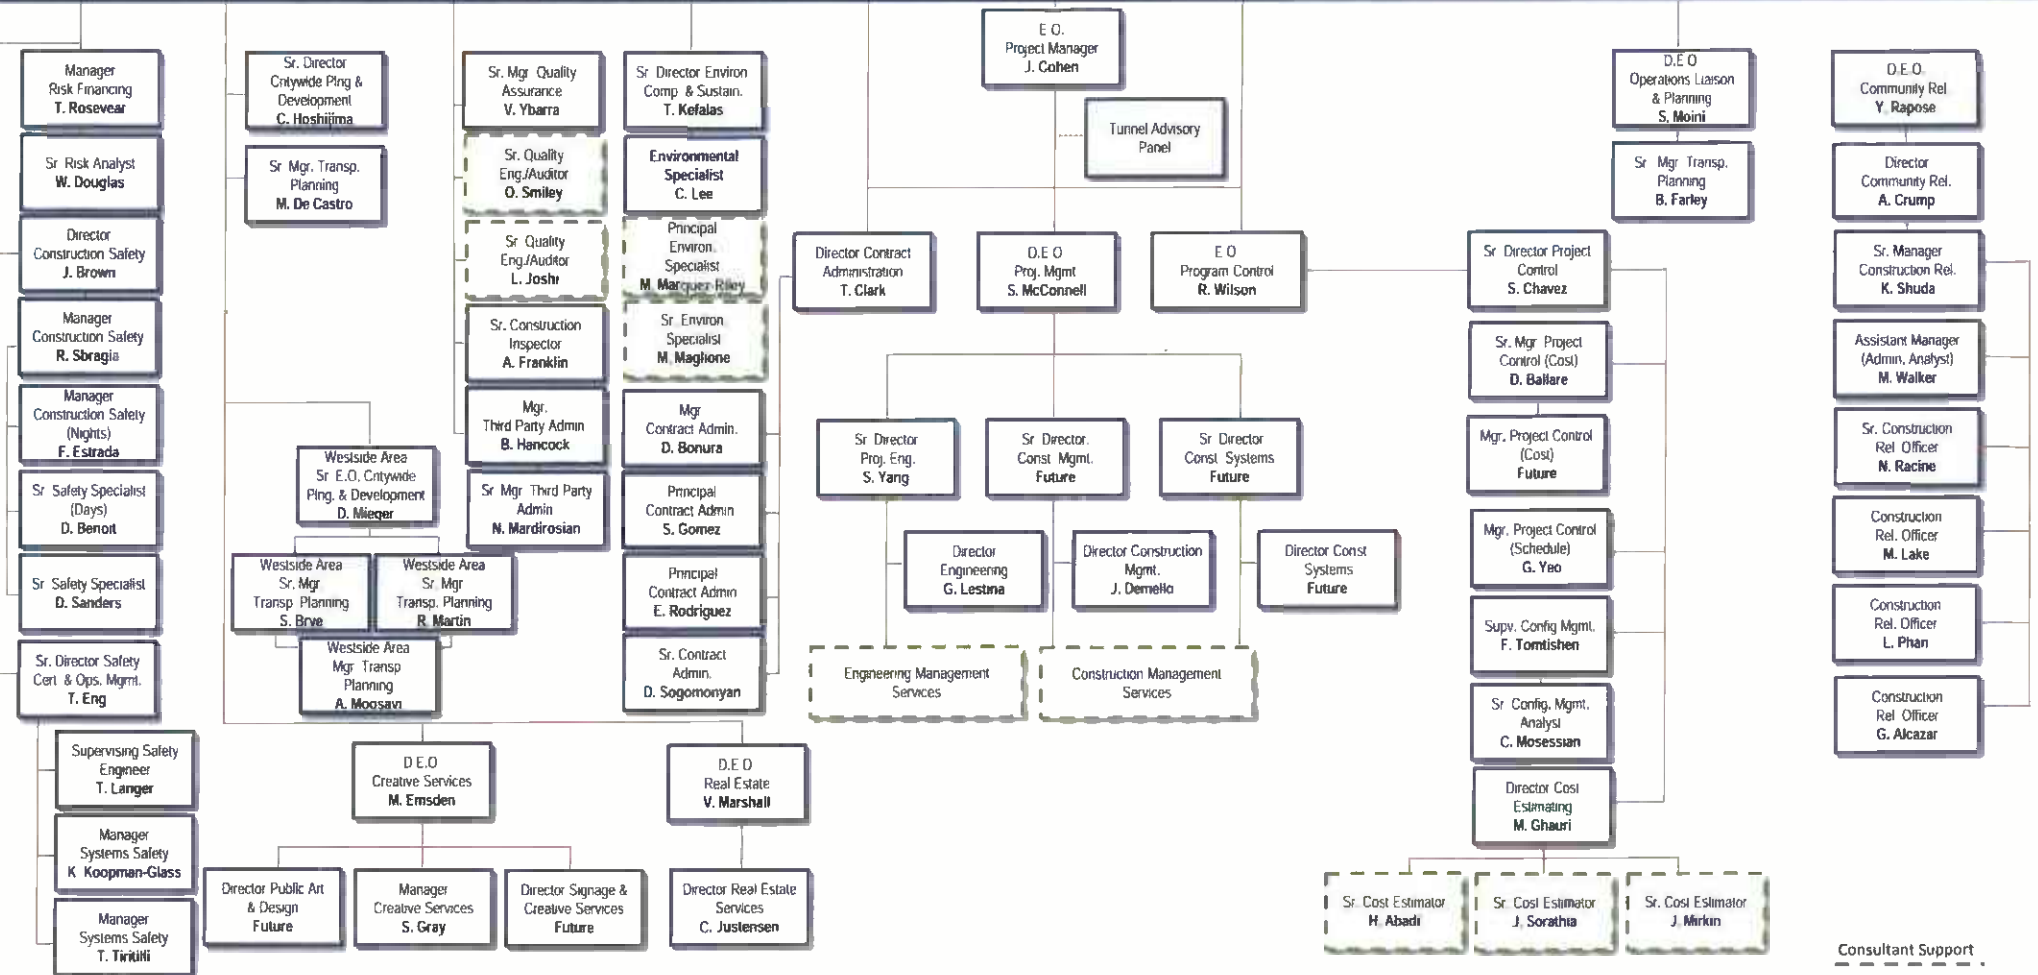 Manager
Risk Financing
T. Rosevear
Sr Risk Analyst
W. Douglas
Director
Construction Safety
J. Brown
Manager
Construction Safety
R. Sbragia
Manager
Construction Safety
(Nights)
F. Estrada
Sr Safety Specialist
(Days)
D. Benoit
Sr Safety Specialist
D. Sanders
Sr. Director Safety
Cert & Ops. Mgmt.
T. Eng
Supervising Safety
Engineer
T. Langer
Manager
Systems Safety
K Koopman-Glass
Manager
Systems Safety
T. Tiritilli
Sr. Director
Cntywide Plng &
Development
C. Hoshijima
Sr Mgr. Transp.
Planning
M. De Castro
Westside Area
Sr E.O. Cntywide
Plng. & Development
D. Mieger
Westside Area
Sr. Mgr
Transp Planning
S. Brye
Westside Area
Sr. Mgr
Transp. Planning
R. Martin
Westside Area
Mgr Transp
Planning
A. Moosavi
D E.O
Creative Services
M. Emsden
Director Public Art
& Design
Future
Manager
Creative Services
S. Gray
Director Signage &
Creative Services
Future
D.E O
Real Estate
V. Marshall
Director Real Estate
Services
C. Justensen
Sr. Mgr Quality
Assurance
V. Ybarra
Sr. Quality
Eng./Auditor
O. Smiley
Sr Quality
Eng./Auditor
L. Joshi
Sr. Construction
Inspector
A. Franklin
Mgr.
Third Party Admin
B. Hancock
Sr Mgr Third Party
Admin
N. Mardirosian
Sr Director Environ
Comp & Sustain.
T. Kefalas
Environmental
Specialist
C. Lee
Principal
Environ.
Specialist
M. Marquez-Riley
Sr. Environ
Specialist
M. Maglione
Mgr
Contract Admin.
D. Bonura
Principal
Contract Admin
S. Gomez
Principal
Contract Admin
E. Rodriguez
Sr. Contract
Admin.
D. Sogomonyan
E O.
Project Manager
J. Cohen
Tunnel Advisory
Panel
Director Contract
Administration
T. Clark
D.E O
Proj. Mgmt
S. McConnell
E O
Program Control
R. Wilson
Sr Director
Proj. Eng.
S. Yang
Sr Director.
Const Mgmt.
Future
Sr Director
Const Systems
Future
Director
Engineering
G. Lestina
Director Construction
Mgmt.
J. Demello
Director Const
Systems
Future
Engineering Management
Services
Construction Management
Services
Sr Director Project
Control
S. Chavez
Sr. Mgr Project
Control (Cost)
D. Ballare
Mgr. Project Control
(Cost)
Future
Mgr. Project Control
(Schedule)
G. Yeo
Supv. Config Mgmt.
F. Tomtishen
Sr Config. Mgmt.
Analyst
C. Mosessian
Director Cost
Estimating
M. Ghauri
Sr. Cost Estimator
H. Abadi
Sr. Cost Estimator
J. Sorathia
Sr. Cost Estimator
J. Mirkin
D.E O
Operations Liaison
& Planning
S. Moini
Sr Mgr Transp.
Planning
B. Farley
D.E O.
Community Rel
Y. Rapose
Director
Community Rel.
A. Crump
Sr. Manager
Construction Rel.
K. Shuda
Assistant Manager
(Admin, Analyst)
M. Walker
Sr. Construction
Rel Officer
N. Racine
Construction
Rel. Officer
M. Lake
Construction
Rel. Officer
L. Phan
Construction
Rel Officer
G. Alcazar
Consultant Support